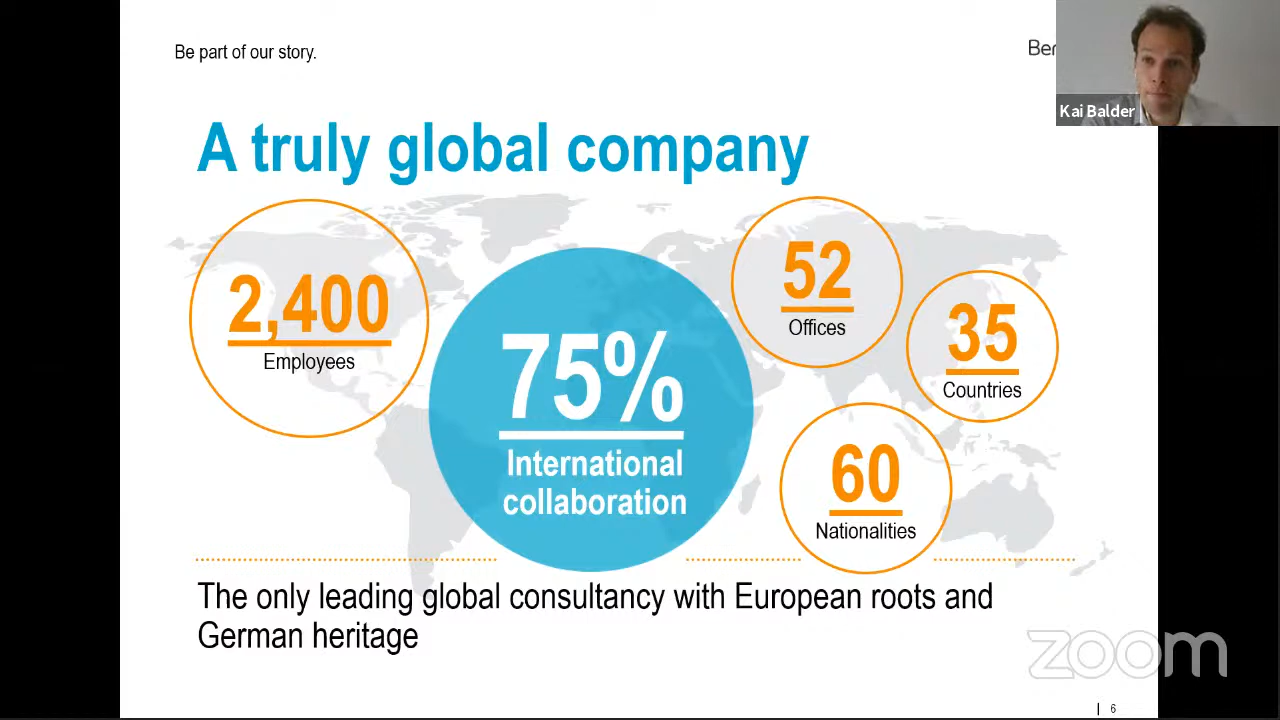 Be part of our story.
Kai Balder
A truly global company
2,400
Employees
75%
International
collaboration
52
Offices
35
Countries
60
Nationalities
The only leading global consultancy with European roots and
German heritage
zoom
| 6